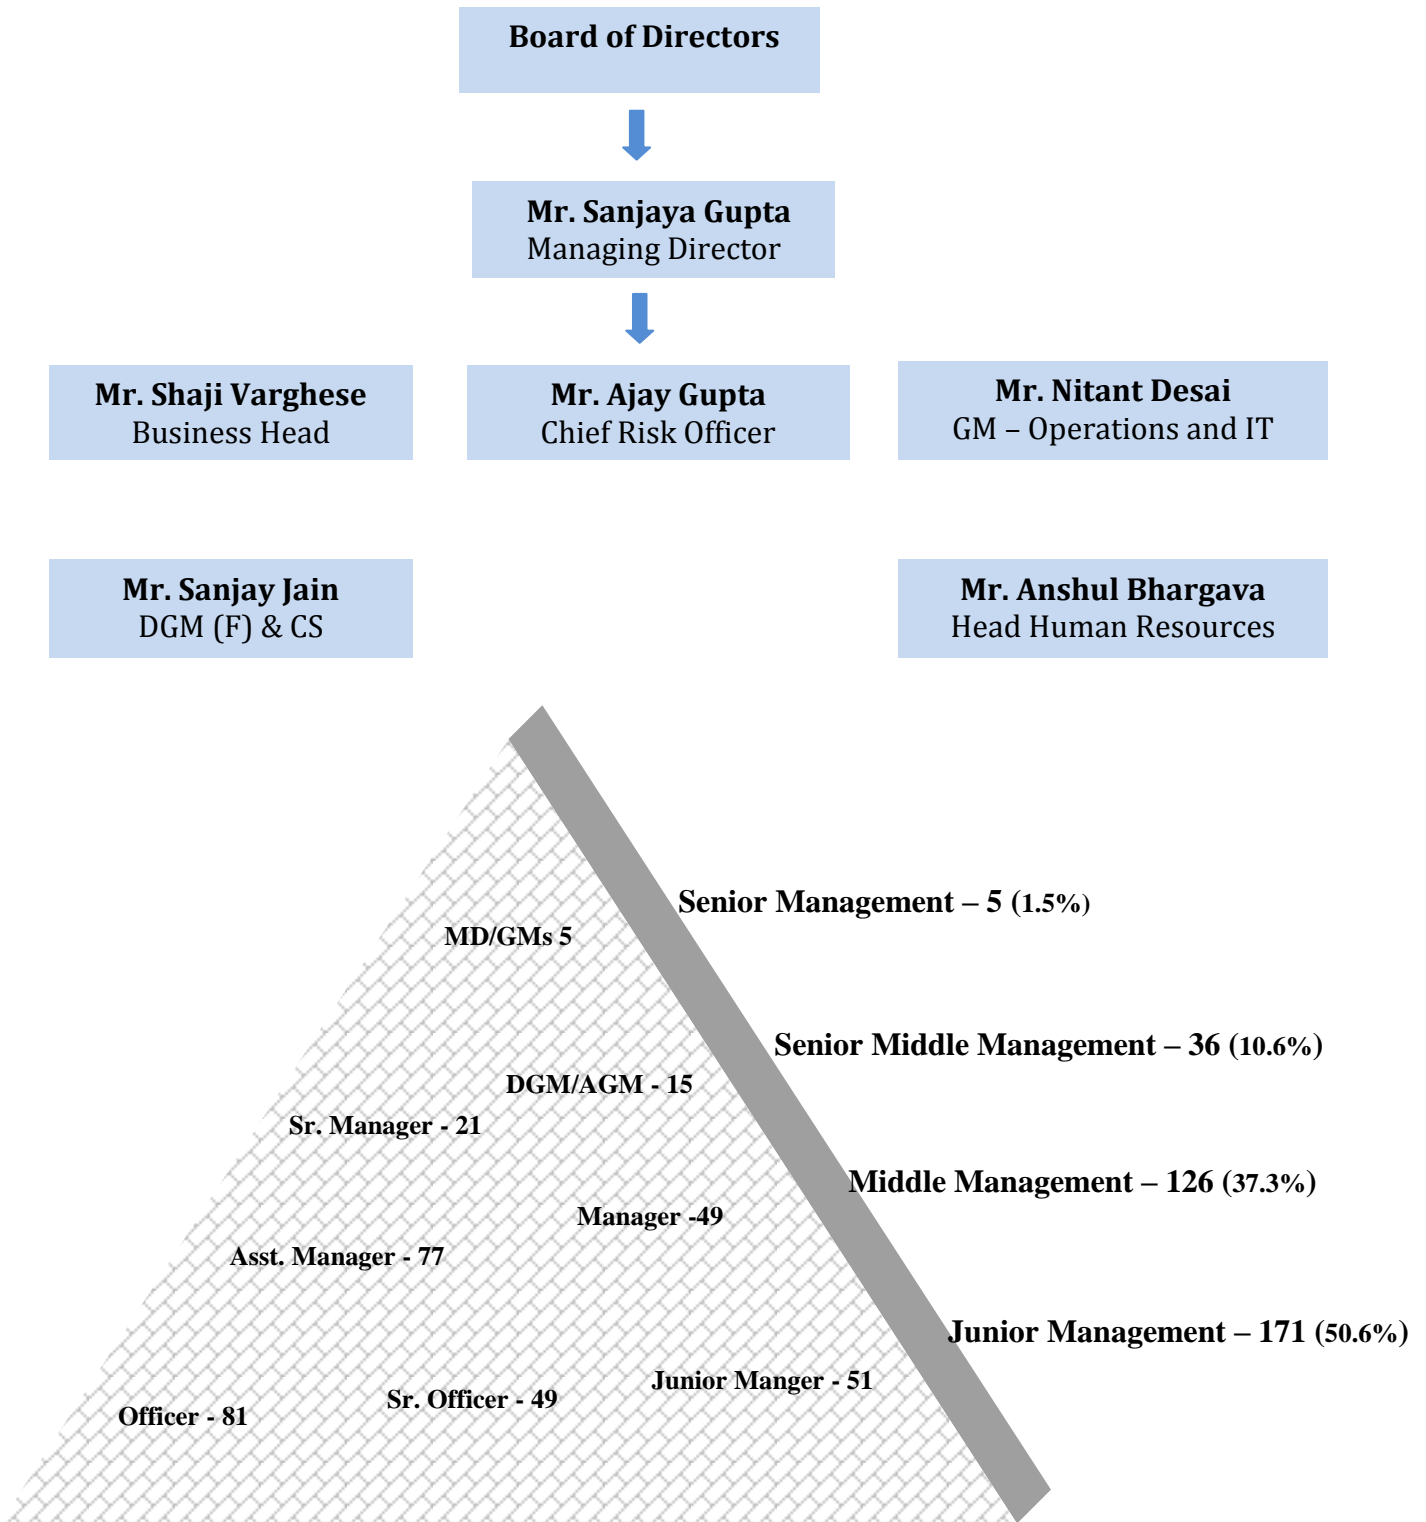 Board of Directors
Mr. Sanjaya Gupta
Managing Director
Mr. Shaji Varghese
Business Head
Mr. Ajay Gupta
Chief Risk Officer
Mr. Nitant Desai
GM – Operations and IT
Mr. Sanjay Jain
DGM (F) & CS
Mr. Anshul Bhargava
Head Human Resources
Senior Management – 5 (1.5%)
MD/GMs 5
Senior Middle Management – 36 (10.6%)
DGM/AGM - 15
Sr. Manager - 21
Middle Management – 126 (37.3%)
Manager -49
Asst. Manager - 77
Junior Management – 171 (50.6%)
Junior Manger - 51
Sr. Officer - 49
Officer - 81